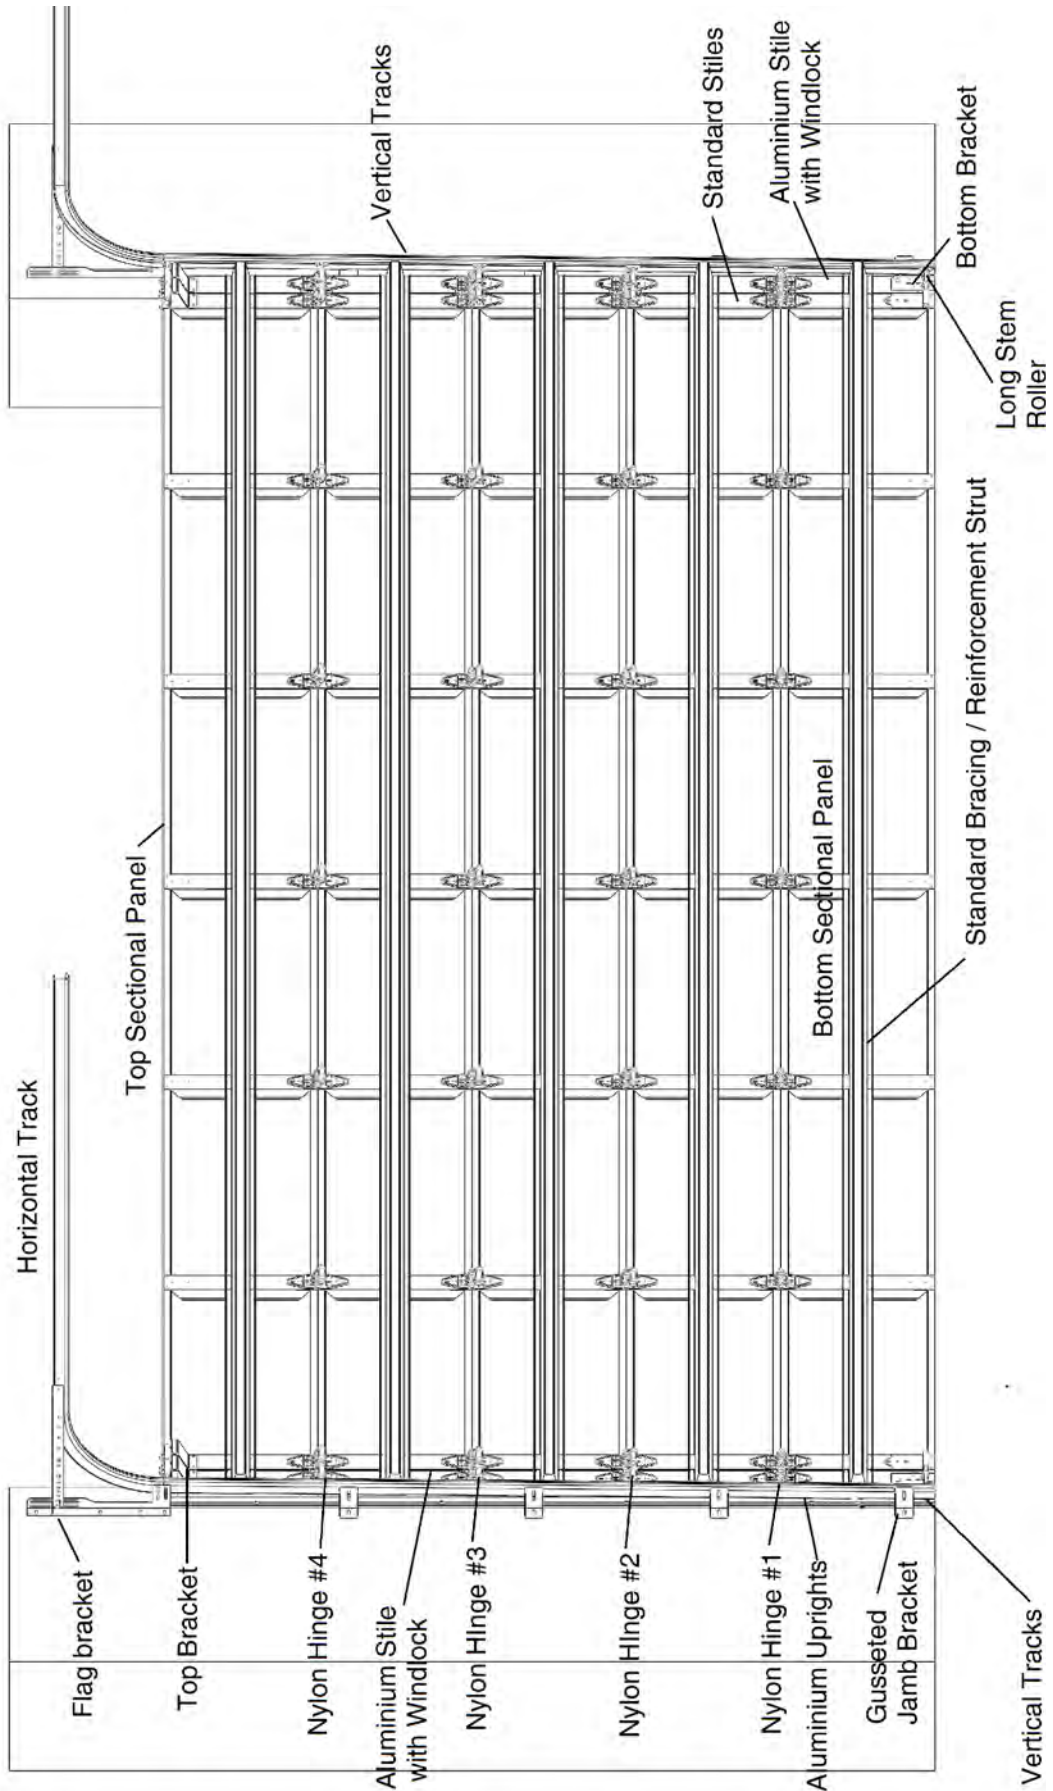 Horizontal Track
Top Sectional Panel
Vertical Tracks
Standard Stiles
Aluminium Stile
with Windlock
Bottom Bracket
Long Stem
Roller
Standard Bracing / Reinforcement Strut
Bottom Sectional Panel
Flag bracket
Top Bracket
Nylon Hinge #4
Aluminium Stile
with Windlock
Nylon HInge #3
Nylon HInge #2
Nylon Hinge #1
Aluminium Uprights
Gusseted
Jamb Bracket
Vertical Tracks